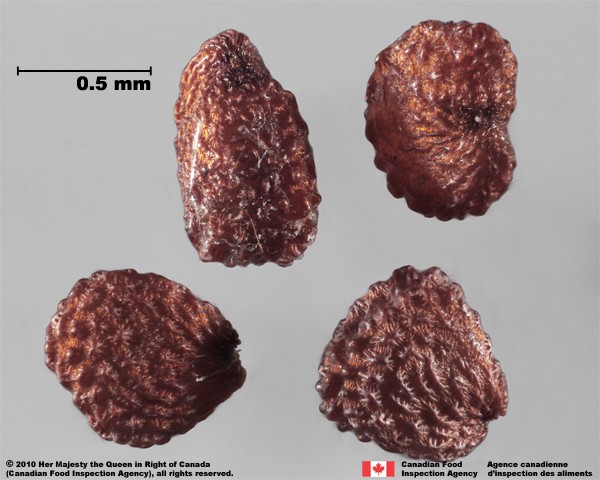 0.5 mm
© 2010 Her Majesty the Queen in Right of Canada
(Canadian Food Inspection Agency), all rights reserved.
Canadian Food
Inspection Agency
Agence canadienne
d'inspection des aliments